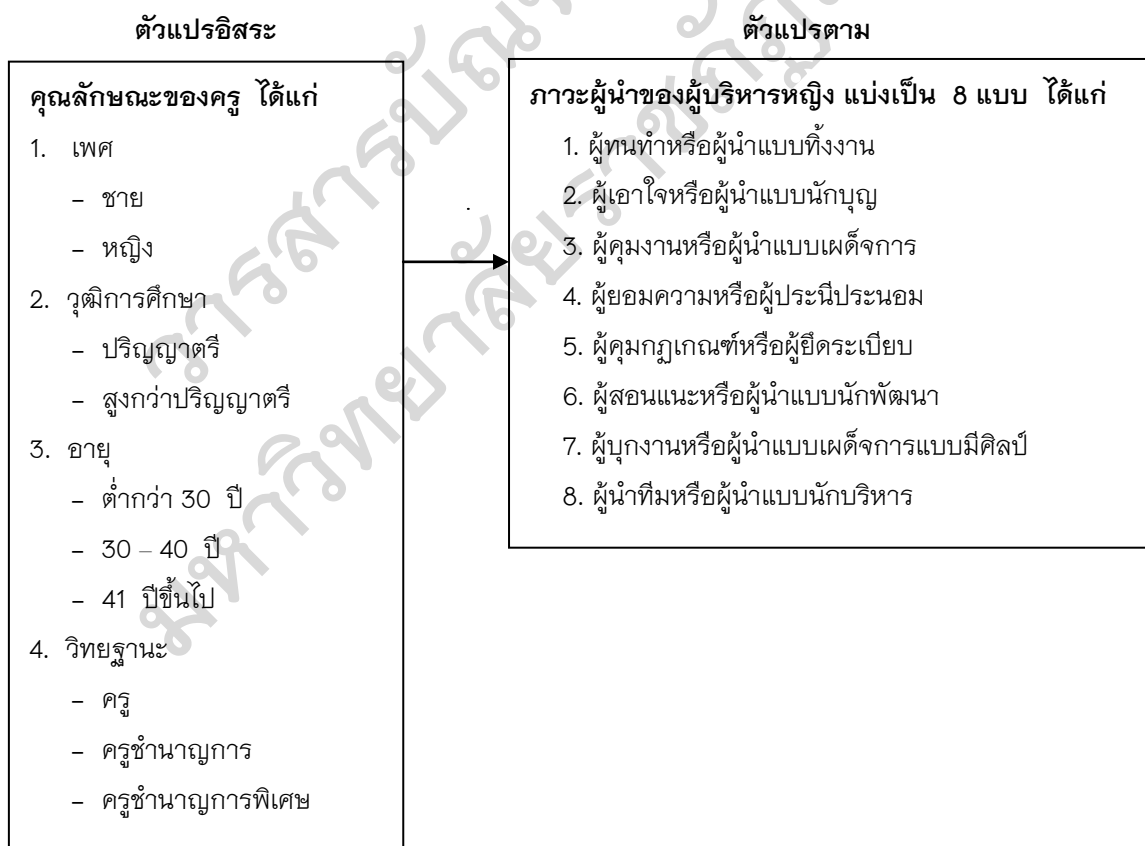 ตัวแปรอิสระ
คุณลักษณะของครู ได้แก่
1. เพศ
– ชาย
– หญิง
2. วุฒิการศึกษา
– ปริญญาตรี
– สูงกว่าปริญญาตรี
3. อายุ
– ต่ำกว่า 30 ปี
– 30 – 40 ปี
– 41 ปีขึ้นไป
4. วิทยฐานะ
– ครู
– ครูชำนาญการ
– ครูชำนาญการพิเศษ
ตัวแปรตาม
ภาวะผู้นำของผู้บริหารหญิง แบ่งเป็น 8 แบบ ได้แก่
1. ผู้ทนทำหรือผู้นำแบบทิ้งงาน
2. ผู้เอาใจหรือผู้นำแบบนักบุญ
3. ผู้คุมงานหรือผู้นำแบบเผด็จการ
4. ผู้ยอมความหรือผู้ประนีประนอม
5. ผู้คุมกฎเกณฑ์หรือผู้ยึดระเบียบ
6. ผู้สอนแนะหรือผู้นำแบบนักพัฒนา
7. ผู้บุกงานหรือผู้นำแบบเผด็จการแบบมีศิลป์
8. ผู้นำทีมหรือผู้นำแบบนักบริหาร